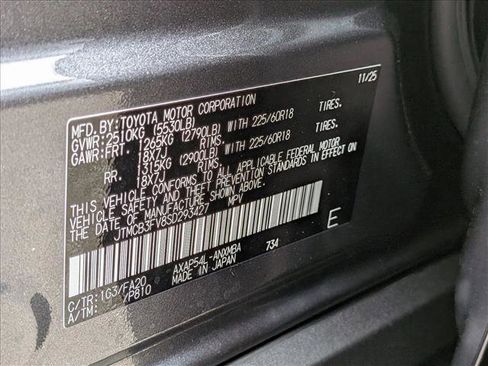 11/25
MFD. BY: TOYOTA MOTOR CORPORATION
GVWR: 2510KG (5530LB)
GAWR: FRT. 1265KG (2790LB) WITH 225/60R18 TIRES.
18X7J RIMS.
RR. 1315KG (2900LB) WITH 225/60R18 TIRES.
18X7J RIMS.
THIS VEHICLE CONFORMS TO ALL APPLICABLE FEDERAL MOTOR
VEHICLE SAFETY AND THEFT PREVENTION STANDARDS IN EFFECT ON
THE DATE OF MANUFACTURE SHOWN ABOVE.
JTMCB3FV8SD293427 MPV
E
C/TR: 1G3/FA20 AXAP54L-ANXMBA 734
A/TM: /P810 MADE IN JAPAN